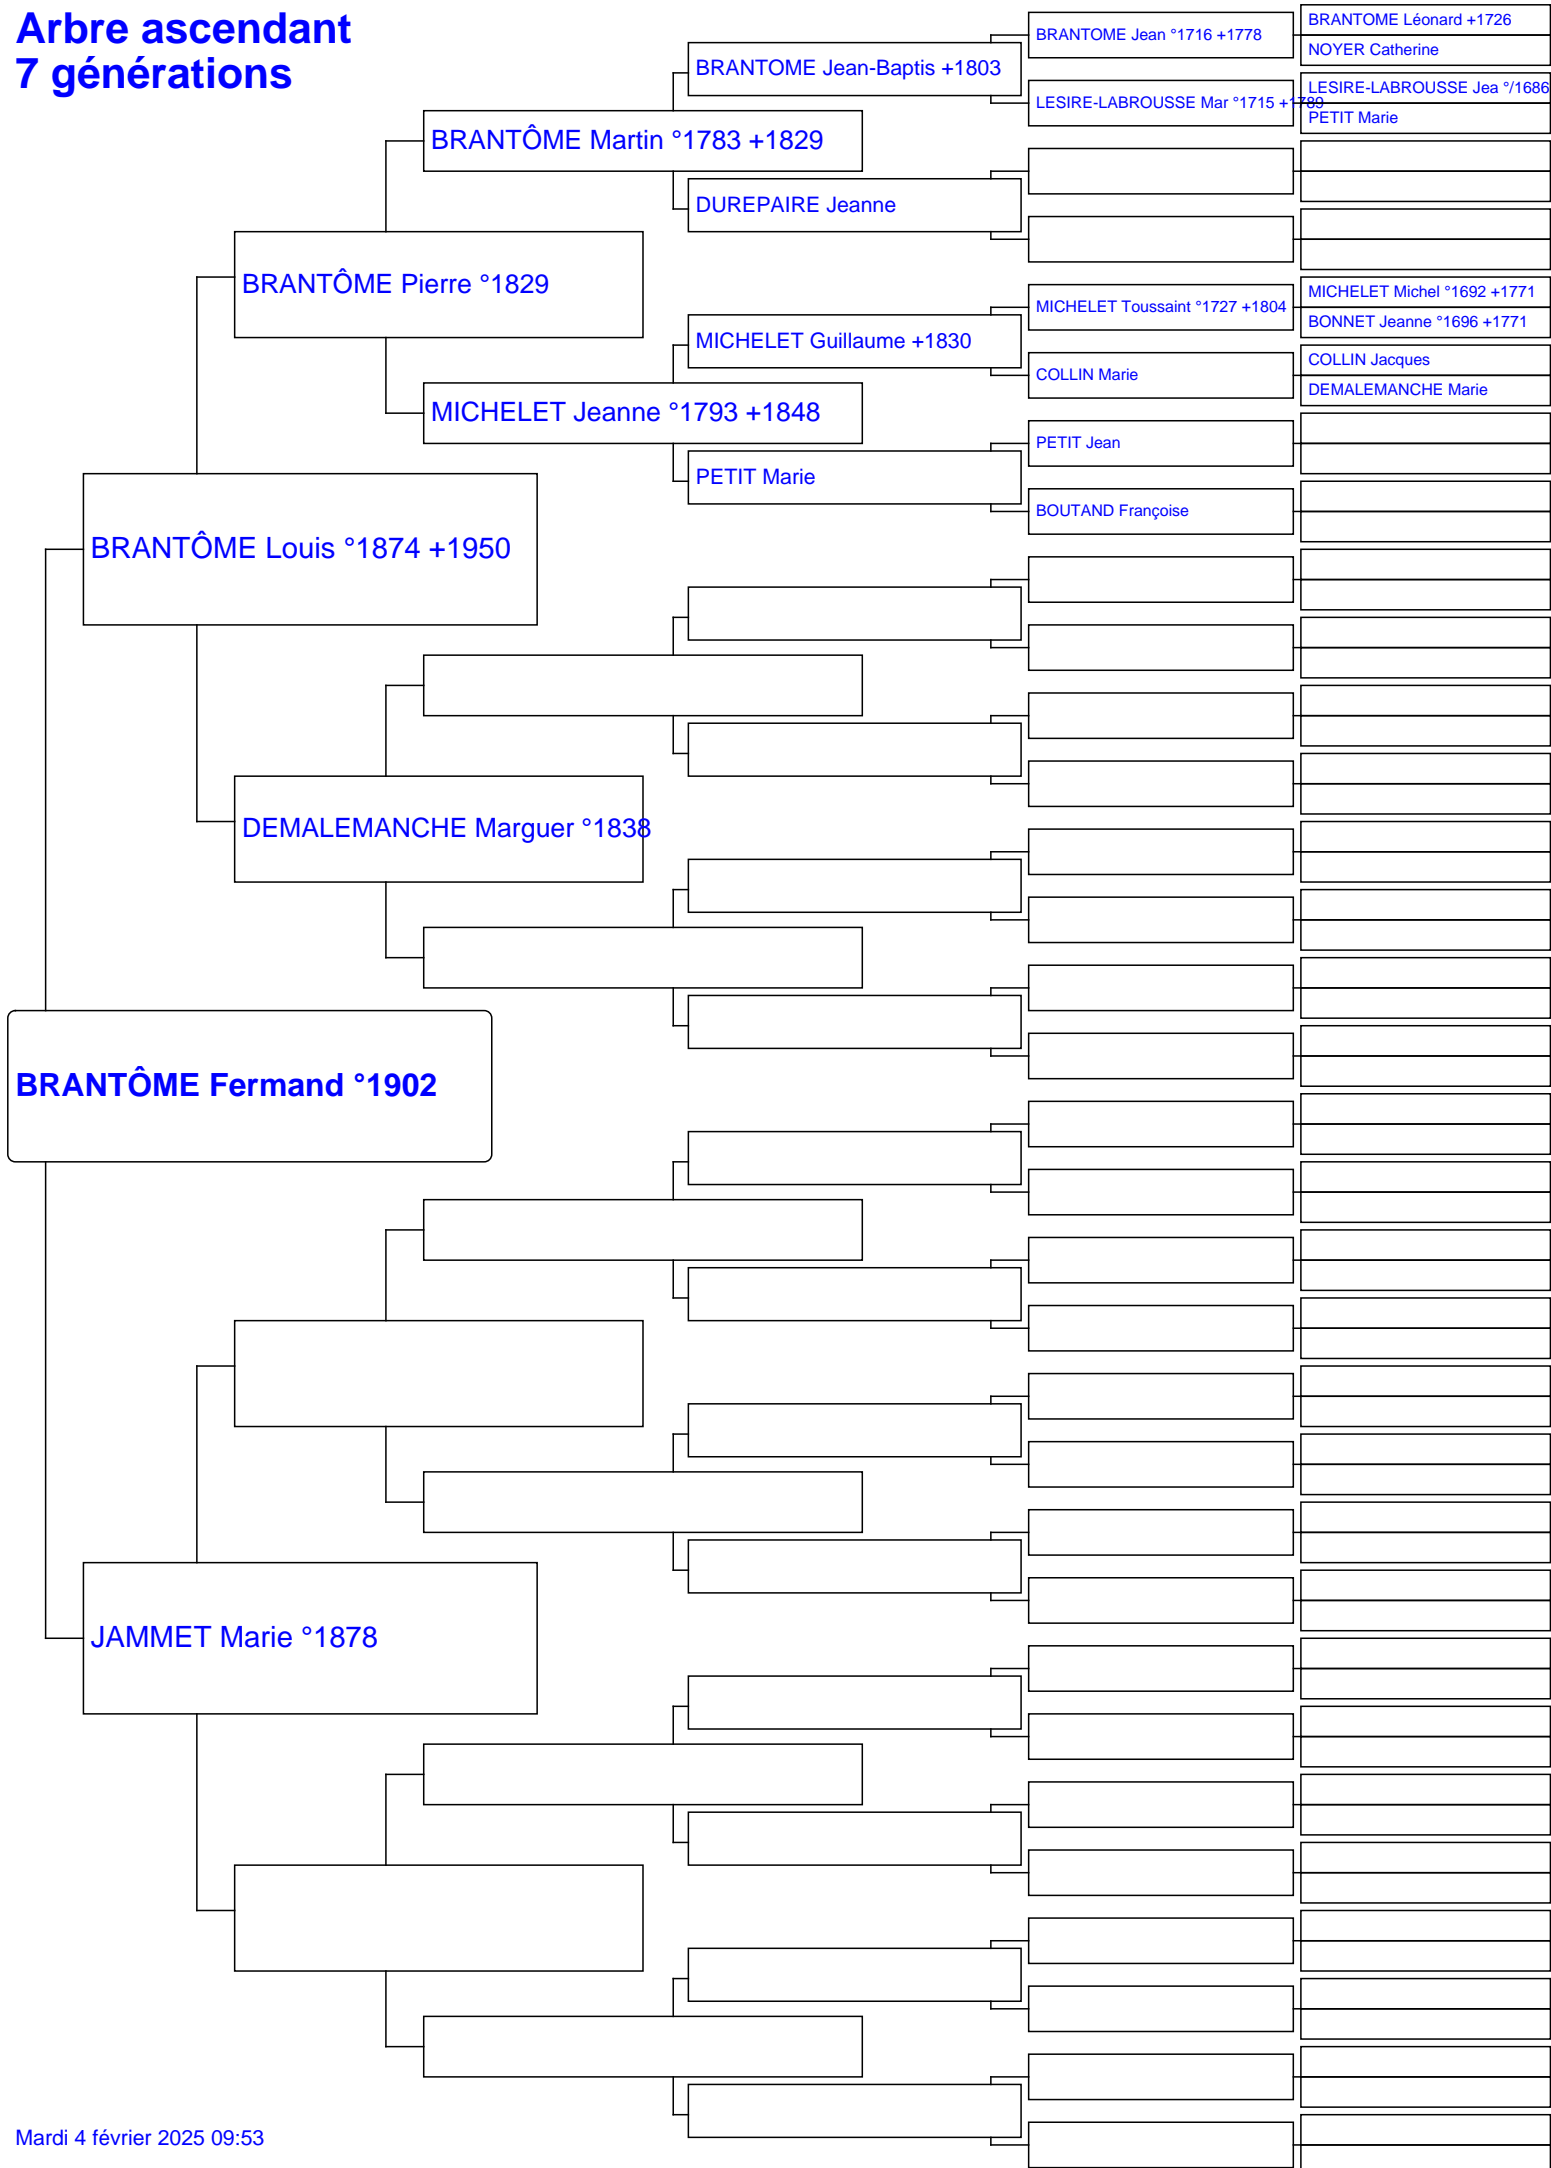 Arbre ascendant
7 générations
BRANTÔME Fermand °1902
BRANTÔME Louis °1874 +1950
JAMMET Marie °1878
BRANTÔME Pierre °1829
DEMALEMANCHE Marguer °1838
BRANTÔME Martin °1783 +1829
MICHELET Jeanne °1793 +1848
BRANTOME Jean-Baptis +1803
DUREPAIRE Jeanne
MICHELET Guillaume +1830
PETIT Marie
BRANTOME Jean °1716 +1778
LESIRE-LABROUSSE Mar °1715 +1789
MICHELET Toussaint °1727 +1804
COLLIN Marie
PETIT Jean
BOUTAND Françoise
BRANTOME Léonard +1726
NOYER Catherine
LESIRE-LABROUSSE Jea °/1686
PETIT Marie
MICHELET Michel °1692 +1771
BONNET Jeanne °1696 +1771
COLLIN Jacques
DEMALEMANCHE Marie
Mardi 4 février 2025 09:53